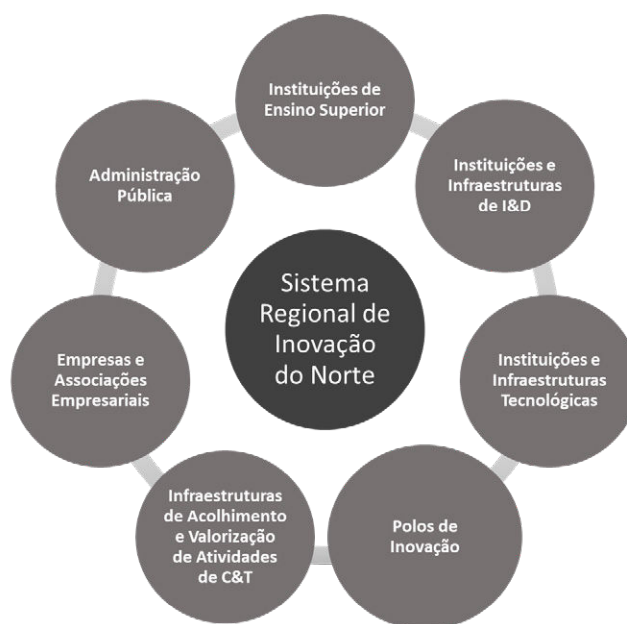 Instituições de
Ensino Superior
Instituições e
Infraestruturas
de I&D
Instituições e
Infraestruturas
Tecnológicas
Polos de
Inovação
Infraestruturas
de Acolhimento
e Valorização
de Atividades
de C&T
Empresas e
Associações
Empresariais
Administração
Pública
Sistema
Regional de
Inovação
do Norte